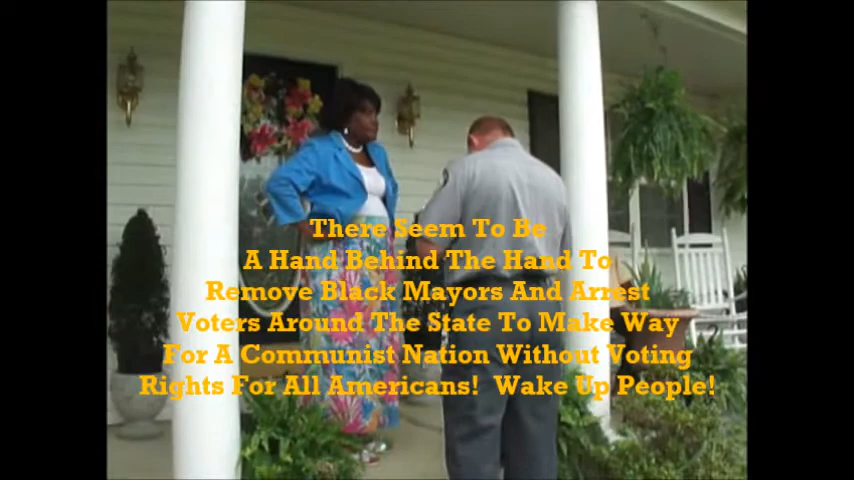 There Seem To Be
A Hand Behind The Hand To
Remove Black Mayors And Arrest
Voters Around The State To Make Way
For A Communist Nation Without Voting
Rights For All Americans!  Wake Up People!